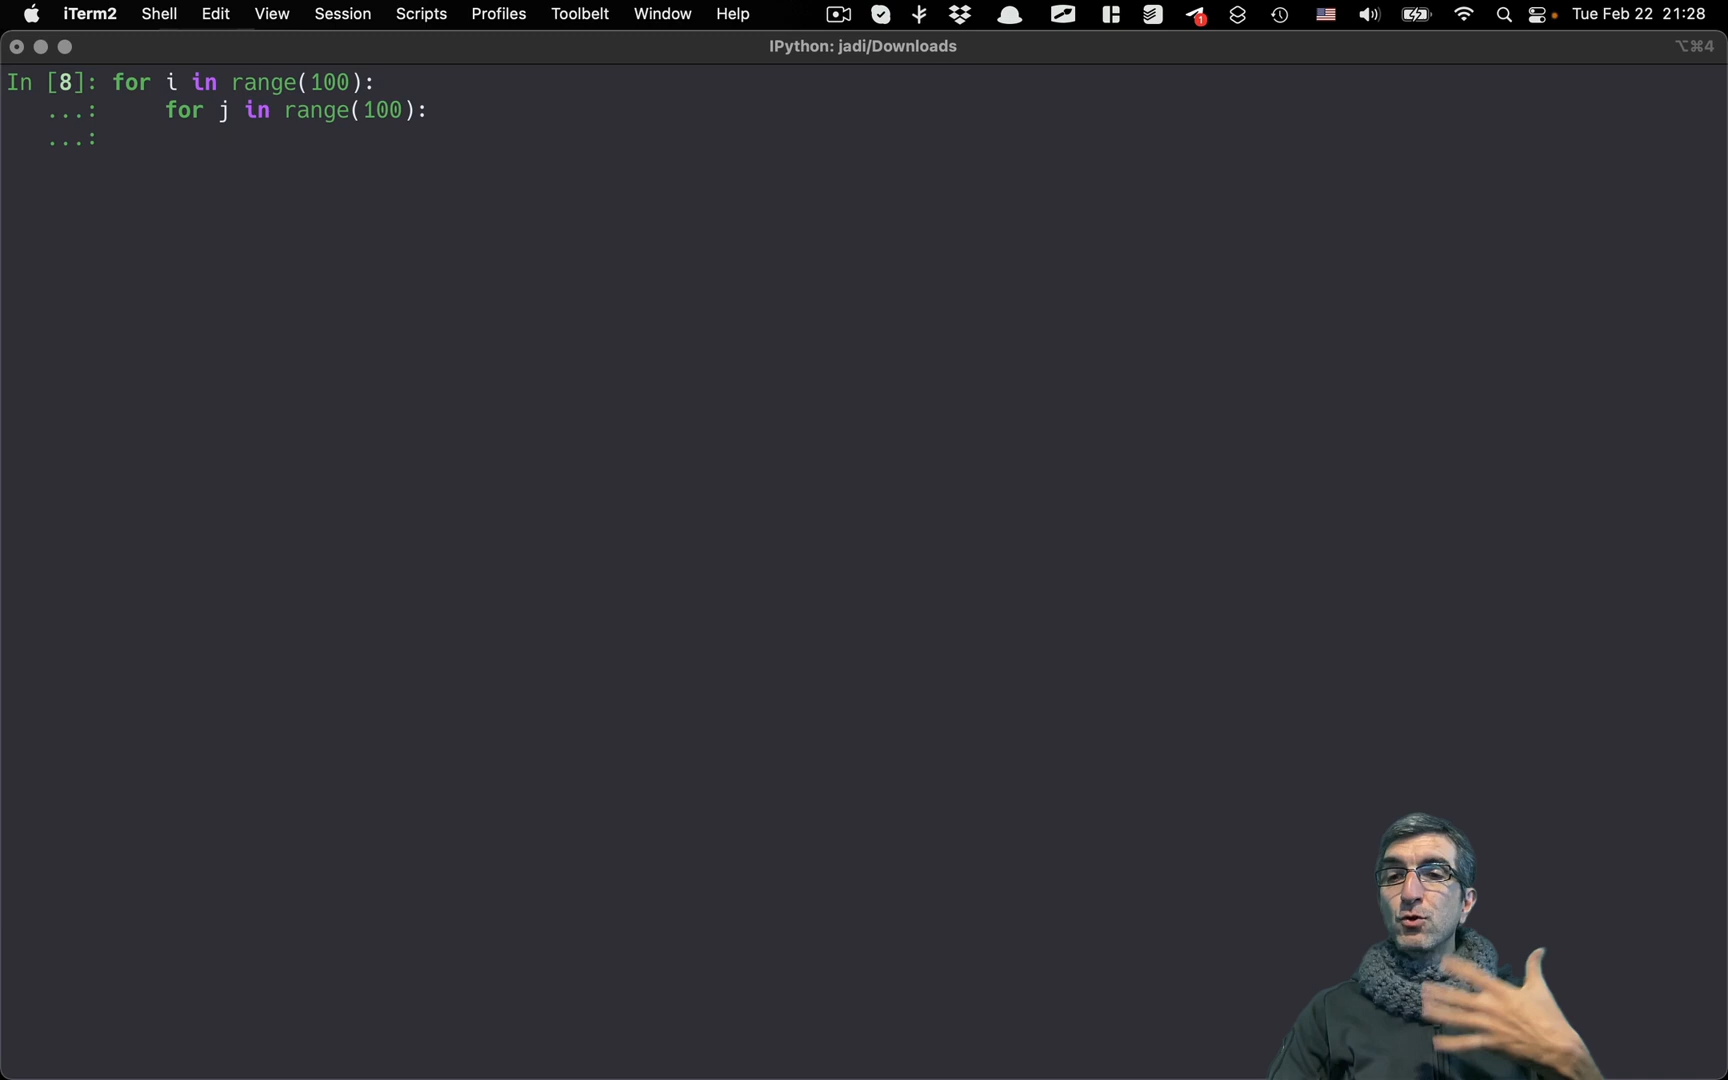 iTerm2 Shell Edit View Session Scripts Profiles Toolbelt Window Help 1 Tue Feb 22 21:28
IPython: jadi/Downloads ⌥⌘4
In [8]: for i in range(100):
...: for j in range(100):
...: